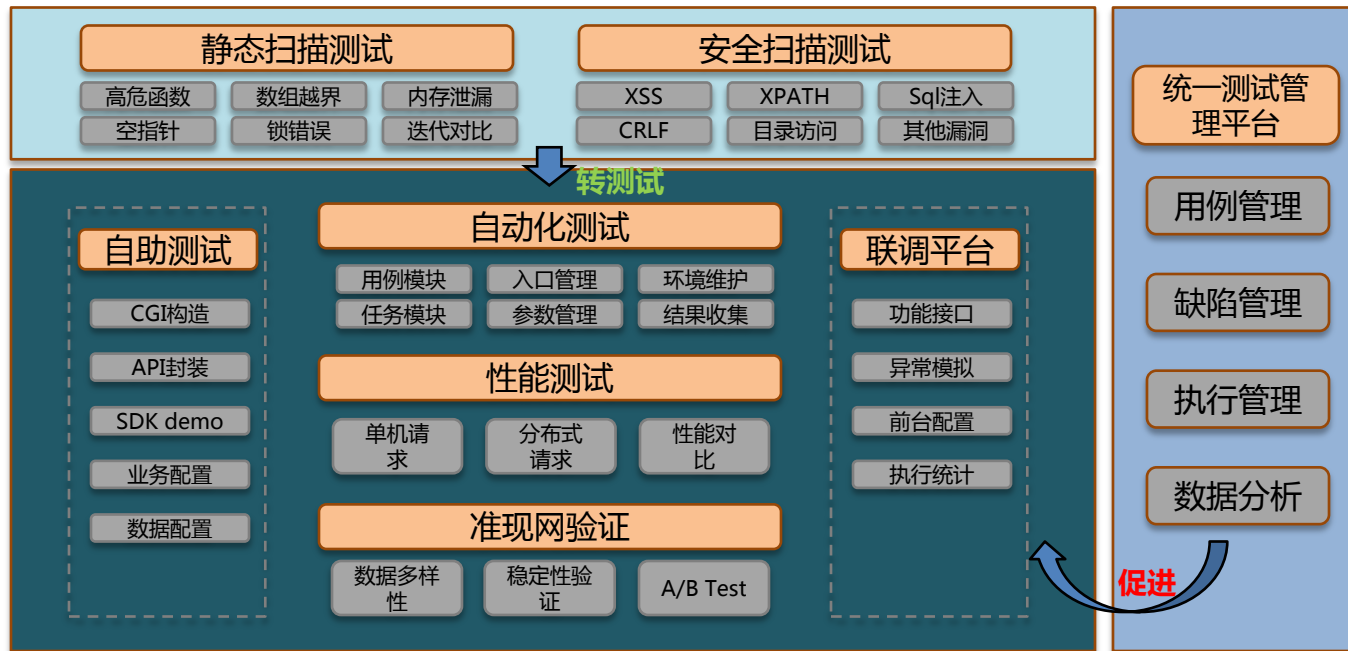 静态扫描测试
高危函数
数组越界
内存泄漏
空指针
锁错误
迭代对比
安全扫描测试
XSS
XPATH
Sql注入
CRLF
目录访问
其他漏洞
转测试
自助测试
CGI构造
API封装
SDK demo
业务配置
数据配置
自动化测试
用例模块
入口管理
环境维护
任务模块
参数管理
结果收集
性能测试
单机请
求
分布式
请求
性能对
比
准现网验证
数据多样
性
稳定性验
证
A/B Test
联调平台
功能接口
异常模拟
前台配置
执行统计
统一测试管
理平台
用例管理
缺陷管理
执行管理
数据分析
促进